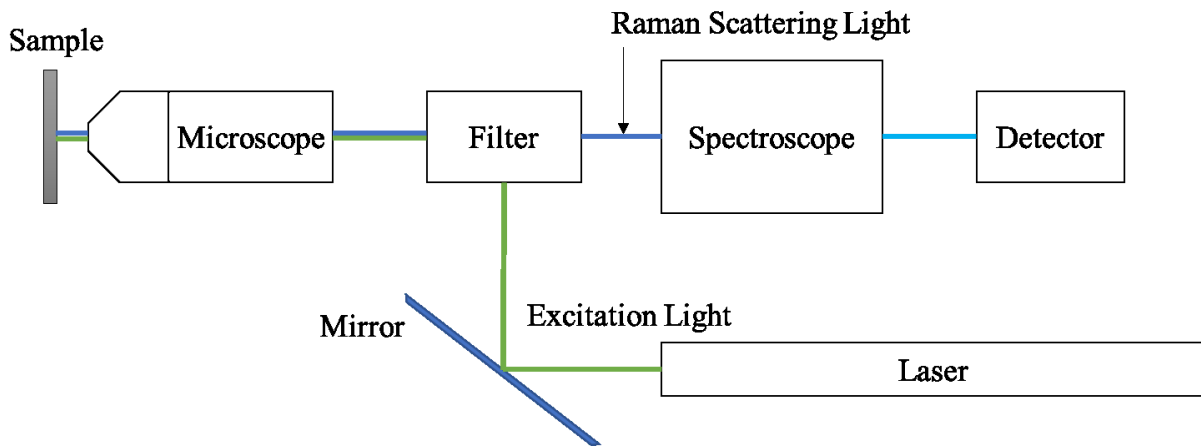 Raman Scattering Light
Sample
Microscope
Filter
Spectroscope
Detector
Excitation Light
Mirror
Laser